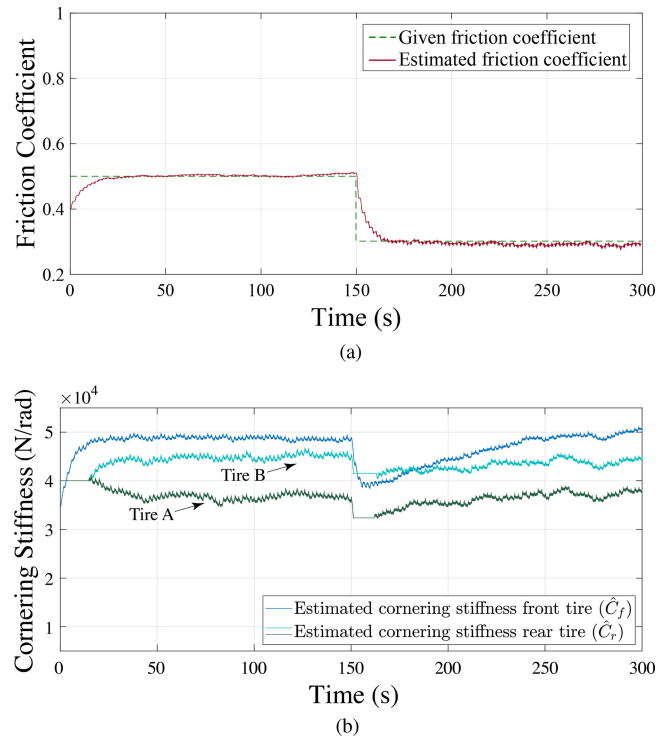 1
0.8
0.6
0.4
0.2
Friction Coefficient
Given friction coefficient
Estimated friction coefficient
0 50 100 150 200 250 300
Time (s)
(a)
×10⁴
5
4
3
2
1
Cornering Stiffness (N/rad)
Tire B
Tire A
Estimated cornering stiffness front tire (Ĉ_f)
Estimated cornering stiffness rear tire (Ĉ_r)
0 50 100 150 200 250 300
Time (s)
(b)